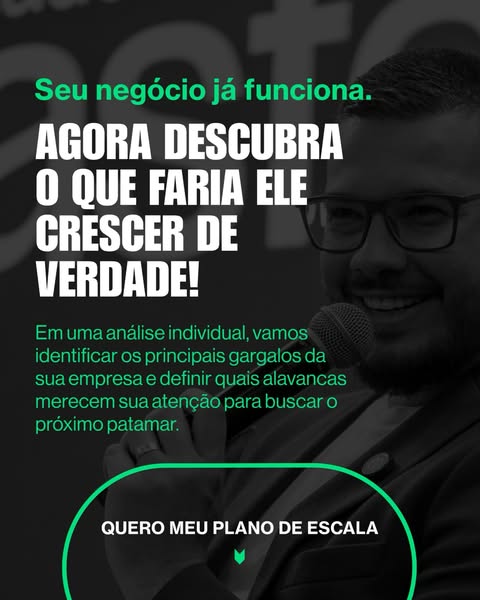 Seu negócio já funciona.
AGORA DESCUBRA
O QUE FARIA ELE
CRESCER DE
VERDADE!
Em uma análise individual, vamos
identificar os principais gargalos da
sua empresa e definir quais alavancas
merecem sua atenção para buscar o
próximo patamar.
QUERO MEU PLANO DE ESCALA